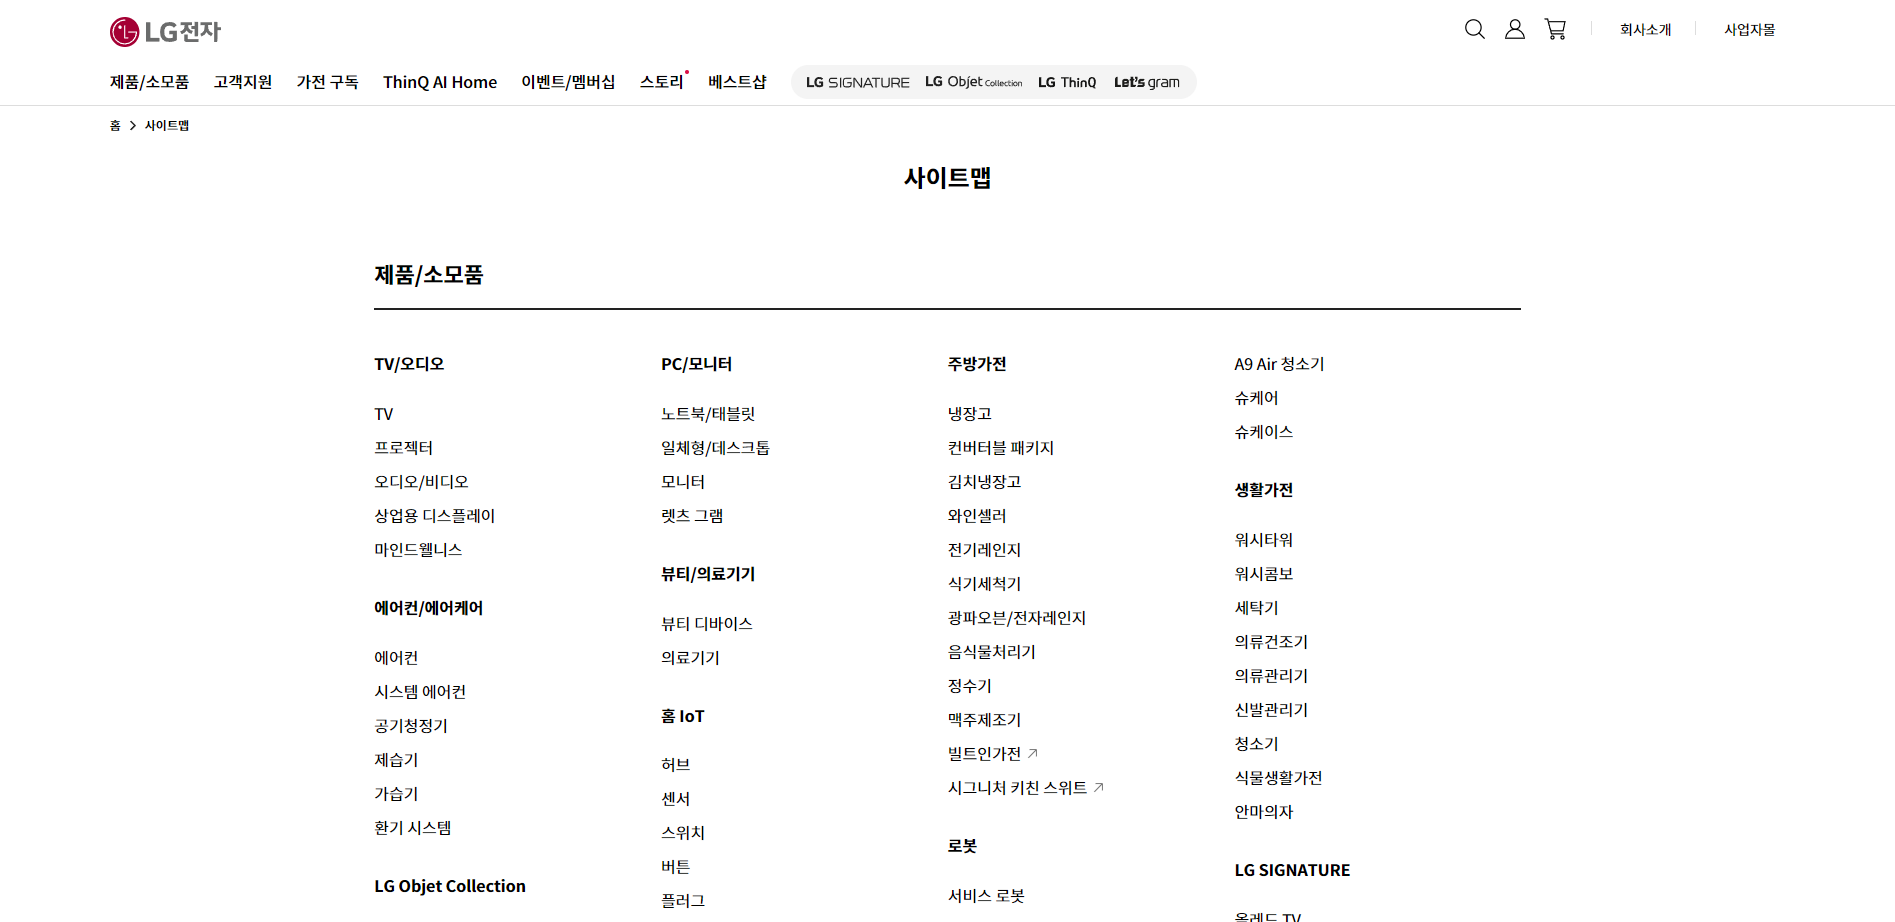 LG전자
회사소개
사업자몰
제품/소모품 고객지원 가전 구독 ThinQ AI Home 이벤트/멤버십 스토리 베스트샵 LG SIGNATURE LG Objet Collection LG ThinQ Let's gram
홈 > 사이트맵
사이트맵
제품/소모품
TV/오디오
TV
프로젝터
오디오/비디오
상업용 디스플레이
마인드웰니스
에어컨/에어케어
에어컨
시스템 에어컨
공기청정기
제습기
가습기
환기 시스템
LG Objet Collection
PC/모니터
노트북/태블릿
일체형/데스크톱
모니터
렛츠 그램
뷰티/의료기기
뷰티 디바이스
의료기기
홈 IoT
허브
센서
스위치
버튼
플러그
주방가전
냉장고
컨버터블 패키지
김치냉장고
와인셀러
전기레인지
식기세척기
광파오븐/전자레인지
음식물처리기
정수기
맥주제조기
빌트인가전
시그니처 키친 스위트
로봇
서비스 로봇
A9 Air 청소기
슈케어
슈케이스
생활가전
워시타워
워시콤보
세탁기
의류건조기
의류관리기
신발관리기
청소기
식물생활가전
안마의자
LG SIGNATURE
올레드 TV